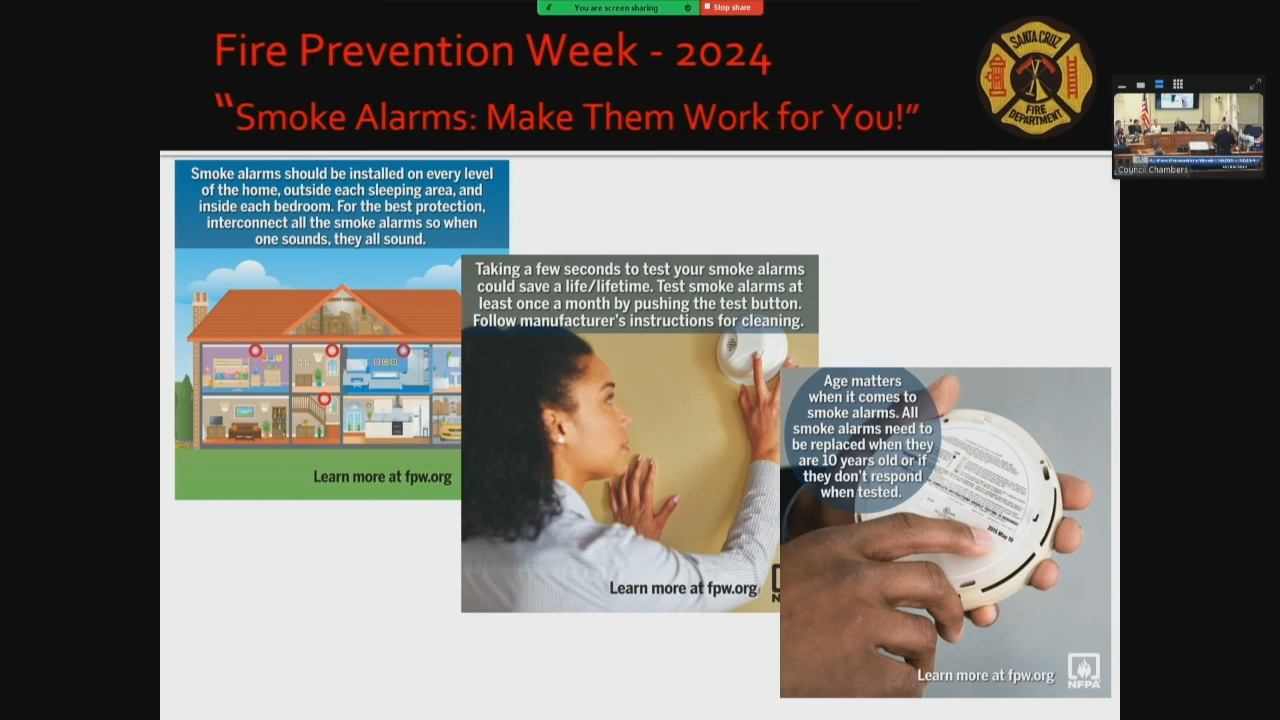 You are screen sharing
Stop share
Fire Prevention Week - 2024
“Smoke Alarms: Make Them Work for You!”
SANTA CRUZ
FIRE
DEPARTMENT
Council Chambers
Smoke alarms should be installed on every level
of the home, outside each sleeping area, and
inside each bedroom. For the best protection,
interconnect all the smoke alarms so when
one sounds, they all sound.
Learn more at fpw.org
Taking a few seconds to test your smoke alarms
could save a life/lifetime. Test smoke alarms at
least once a month by pushing the test button.
Follow manufacturer's instructions for cleaning.
Learn more at fpw.org
Age matters
when it comes to
smoke alarms. All
smoke alarms need to
be replaced when they
are 10 years old or if
they don't respond
when tested.
2015 May 10
Learn more at fpw.org
NFPA